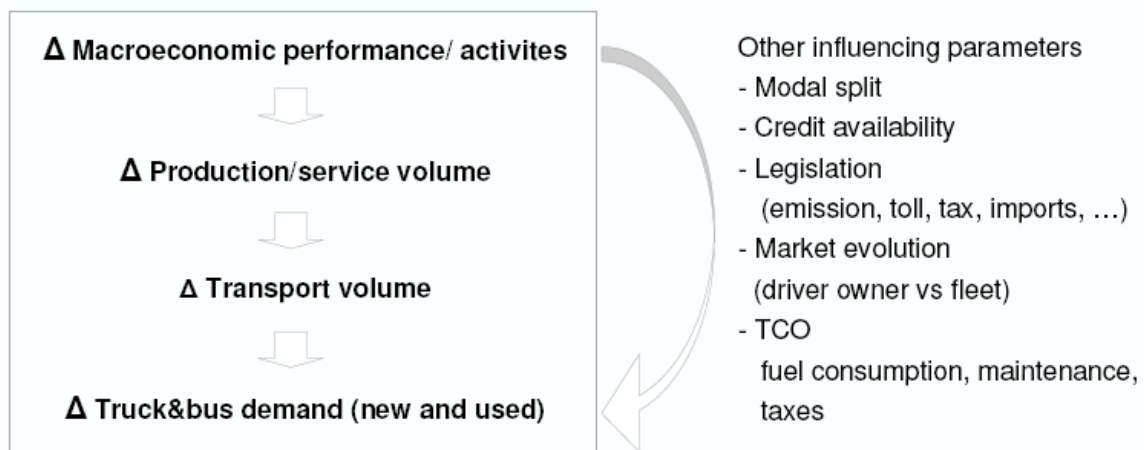 Δ Macroeconomic performance/ activites
Δ Production/service volume
Δ Transport volume
Δ Truck&bus demand (new and used)
Other influencing parameters
- Modal split
- Credit availability
- Legislation
(emission, toll, tax, imports, …)
- Market evolution
(driver owner vs fleet)
- TCO
fuel consumption, maintenance,
taxes